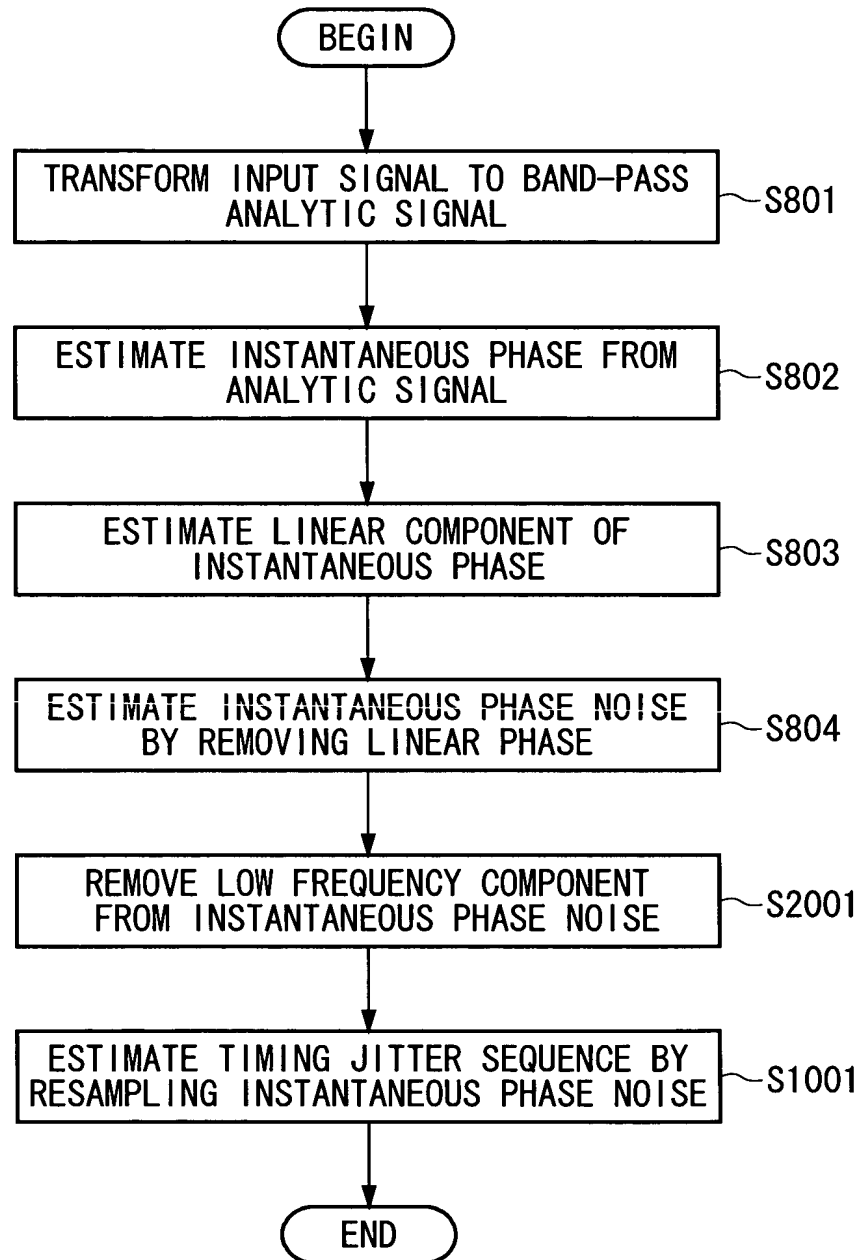 BEGIN
TRANSFORM INPUT SIGNAL TO BAND-PASS
ANALYTIC SIGNAL
S801
ESTIMATE INSTANTANEOUS PHASE FROM
ANALYTIC SIGNAL
S802
ESTIMATE LINEAR COMPONENT OF
INSTANTANEOUS PHASE
S803
ESTIMATE INSTANTANEOUS PHASE NOISE
BY REMOVING LINEAR PHASE
S804
REMOVE LOW FREQUENCY COMPONENT
FROM INSTANTANEOUS PHASE NOISE
S2001
ESTIMATE TIMING JITTER SEQUENCE BY
RESAMPLING INSTANTANEOUS PHASE NOISE
S1001
END